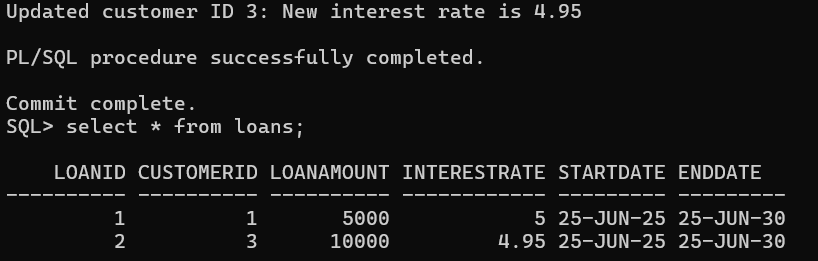 Updated customer ID 3: New interest rate is 4.95
PL/SQL procedure successfully completed.
Commit complete.
SQL> select * from loans;
    LOANID CUSTOMERID LOANAMOUNT INTERESTRATE STARTDATE ENDDATE
---------- ---------- ---------- ------------ --------- ---------
         1          1       5000            5 25-JUN-25 25-JUN-30
         2          3      10000         4.95 25-JUN-25 25-JUN-30